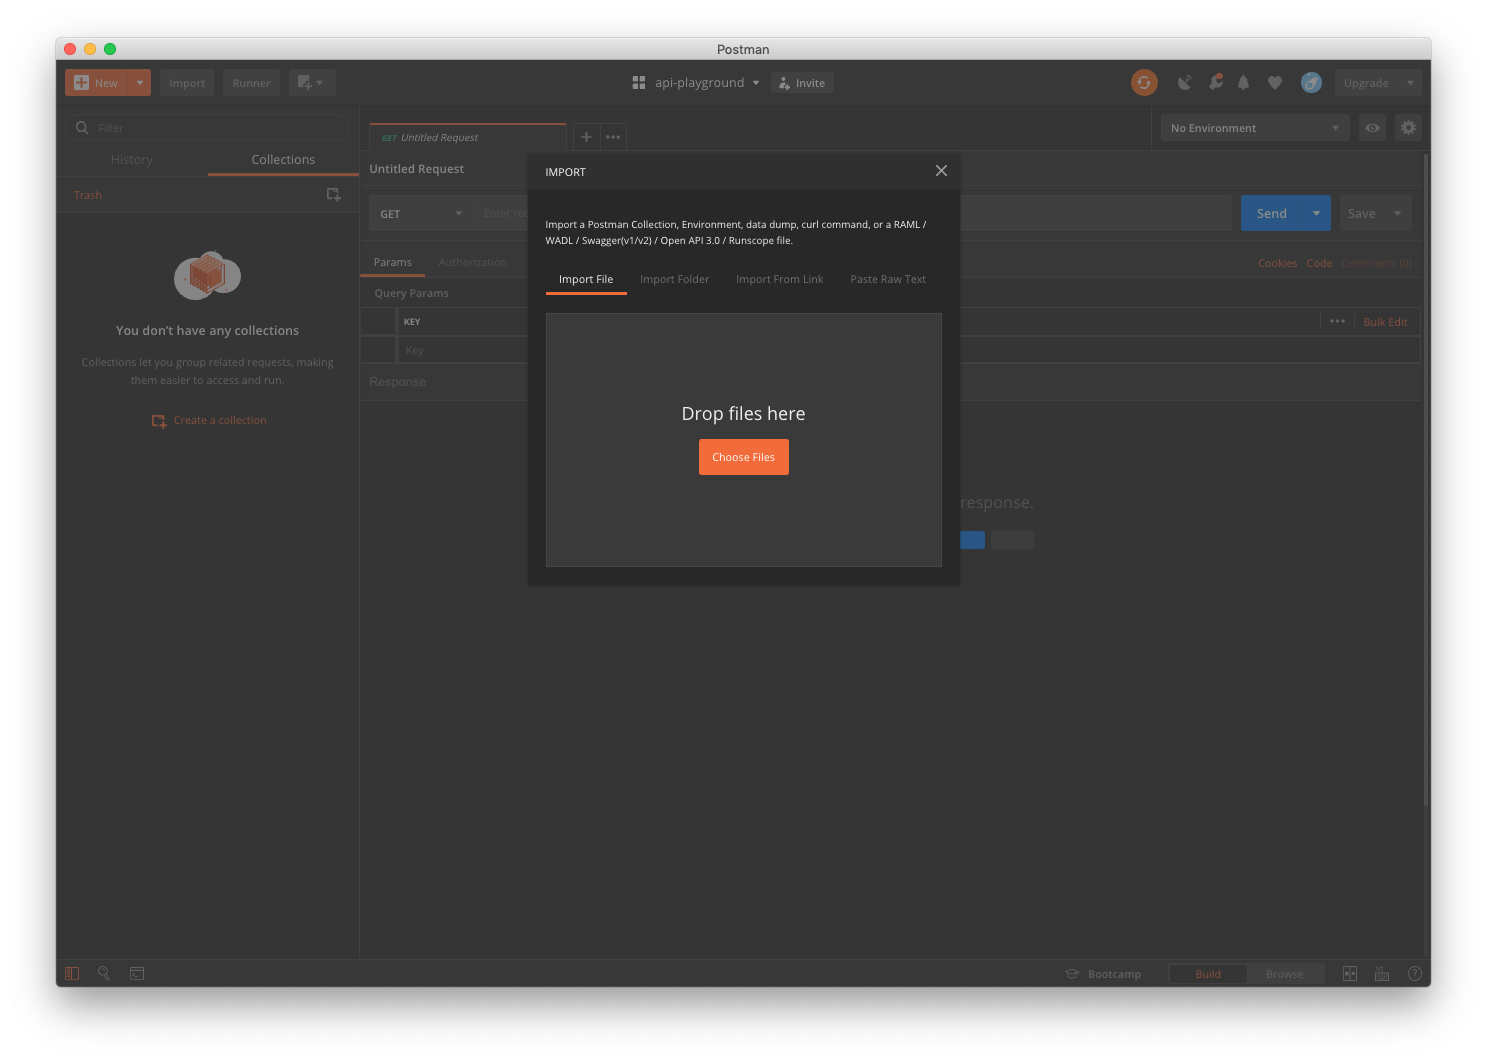 Postman
New
Import
Runner
api-playground
Invite
Upgrade
Filter
History
Collections
Trash
You don't have any collections
Collections let you group related requests, making
them easier to access and run.
Create a collection
GET Untitled Request
No Environment
Untitled Request
GET
Enter
Send
Save
Params
Authorization
Cookies
Code
Comments (0)
Query Params
KEY
Bulk Edit
Key
Response
IMPORT
Import a Postman Collection, Environment, data dump, curl command, or a RAML /
WADL / Swagger(v1/v2) / Open API 3.0 / Runscope file.
Import File
Import Folder
Import From Link
Paste Raw Text
Drop files here
Choose Files
response.
Bootcamp
Build
Browse